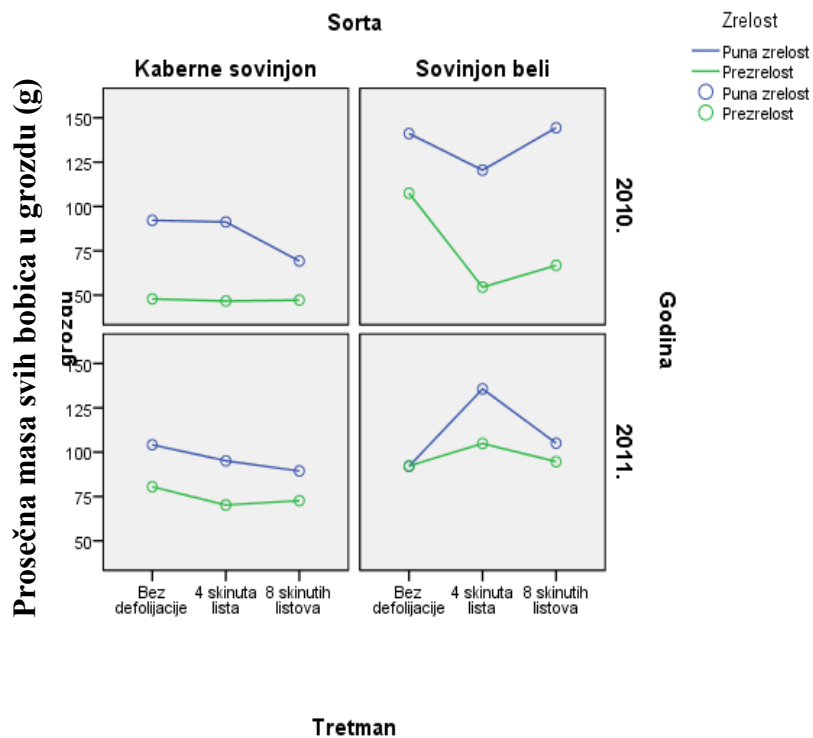 Sorta
Kaberne sovinjon
Sovinjon beli
Zrelost
Puna zrelost
Prezrelost
Puna zrelost
Prezrelost
Prosečna masa svih bobica u grozdu (g)
150
125
100
75
50
2010.
Godina
150
125
100
75
50
2011.
Bez
defolijacije
4 skinuta
lista
8 skinutih
listova
Bez
defolijacije
4 skinuta
lista
8 skinutih
listova
Tretman